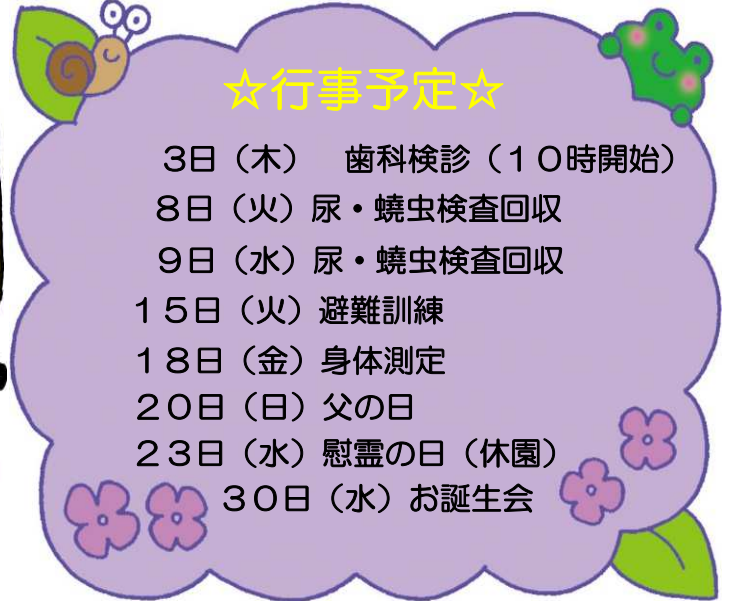 ☆行事予定☆
3日（木）　歯科検診（１０時開始）
８日（火）尿・蟯虫検査回収
９日（水）尿・蟯虫検査回収
１５日（火）避難訓練
１８日（金）身体測定
２０日（日）父の日
２３日（水）慰霊の日（休園）
３０日（水）お誕生会